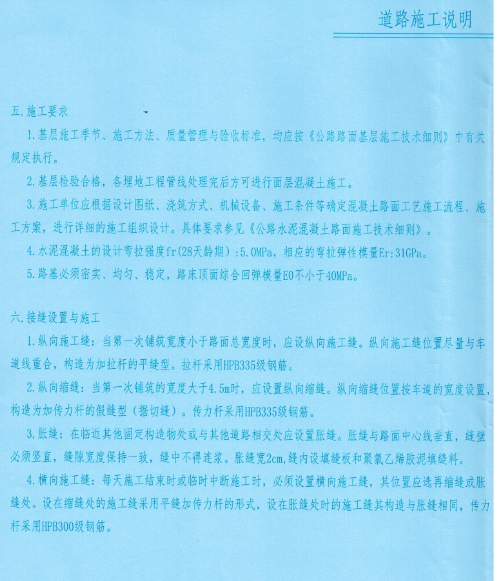 道路施工说明
五.施工要求
1.基层施工季节、施工方法、质量管理与验收标准，均应按《公路路面基层施工技术细则》中有关
规定执行。
2.基层检验合格，各埋地工程管线处理完后方可进行面层混凝土施工。
3.施工单位应根据设计图纸、浇筑方式、机械设备、施工条件等确定混凝土路面工艺施工流程、施
工方案，进行详细的施工组织设计。具体要求参见《公路水泥混凝土路面施工技术细则》。
4.水泥混凝土的设计弯拉强度fr(28天龄期):5.0MPa，相应的弯拉弹性模量Er:31GPa。
5.路基必须密实、均匀、稳定，路床顶面综合回弹模量E0不小于40MPa。
六.接缝设置与施工
1.纵向施工缝：当第一次铺筑宽度小于路面总宽度时，应设纵向施工缝。纵向施工缝位置尽量与车
道线重合，构造为加拉杆的平缝型。拉杆采用HPB335级钢筋。
2.纵向缩缝：当第一次铺筑的宽度大于4.5m时，应设置纵向缩缝。纵向缩缝位置按车道的宽度设置，
构造为加传力杆的假缝型（锯切缝）。传力杆采用HPB335级钢筋。
3.胀缝：在临近其他固定构造物处或与其他道路相交处应设置胀缝。胀缝与路面中心线垂直，缝壁
必须竖直，缝隙宽度保持一致，缝中不得连浆。胀缝宽2cm,缝内设填缝板和聚氯乙烯胶泥填缝料。
4.横向施工缝：每天施工结束时或临时中断施工时，必须设置横向施工缝，其位置应选再缩缝或胀
缝处。设在缩缝处的施工缝采用平缝加传力杆的形式，设在胀缝处时的施工缝其构造与胀缝相同，传力
杆采用HPB300级钢筋。